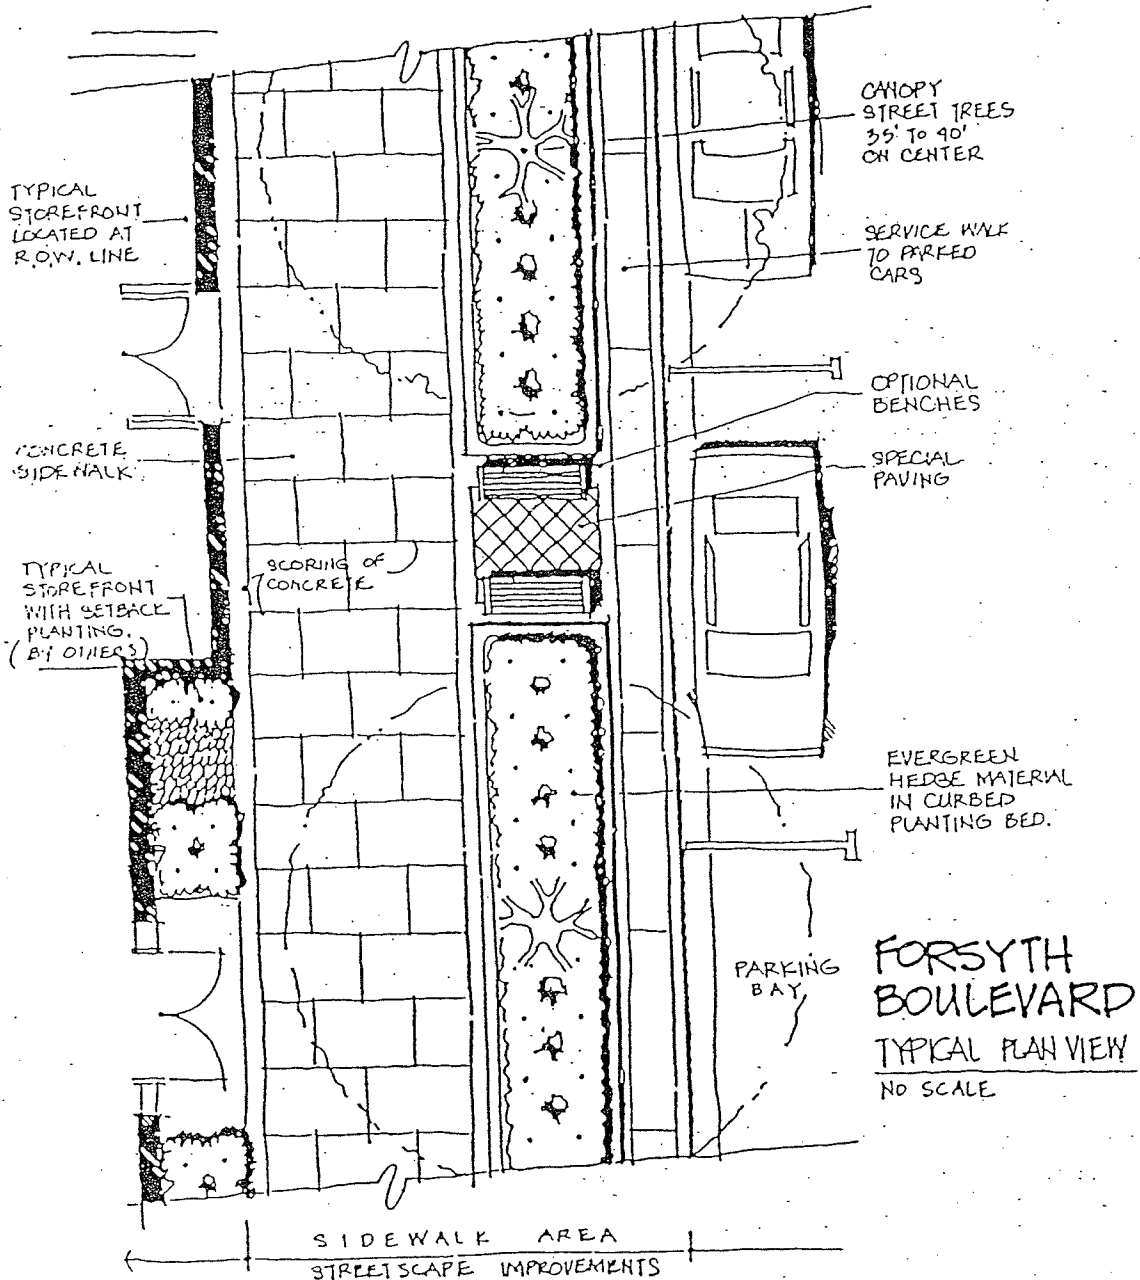 CANOPY
STREET TREES
35' TO 40'
ON CENTER
TYPICAL
STOREFRONT
LOCATED AT
R.O.W. LINE
SERVICE WALK
TO PARKED
CARS
OPTIONAL
BENCHES
CONCRETE
SIDEWALK
SPECIAL
PAVING
SCORING OF
CONCRETE
TYPICAL
STOREFRONT
WITH SETBACK
PLANTING.
(BY OTHERS)
EVERGREEN
HEDGE MATERIAL
IN CURBED
PLANTING BED.
PARKING
BAY
FORSYTH
BOULEVARD
TYPICAL PLAN VIEW
NO SCALE
SIDEWALK AREA
STREETSCAPE IMPROVEMENTS